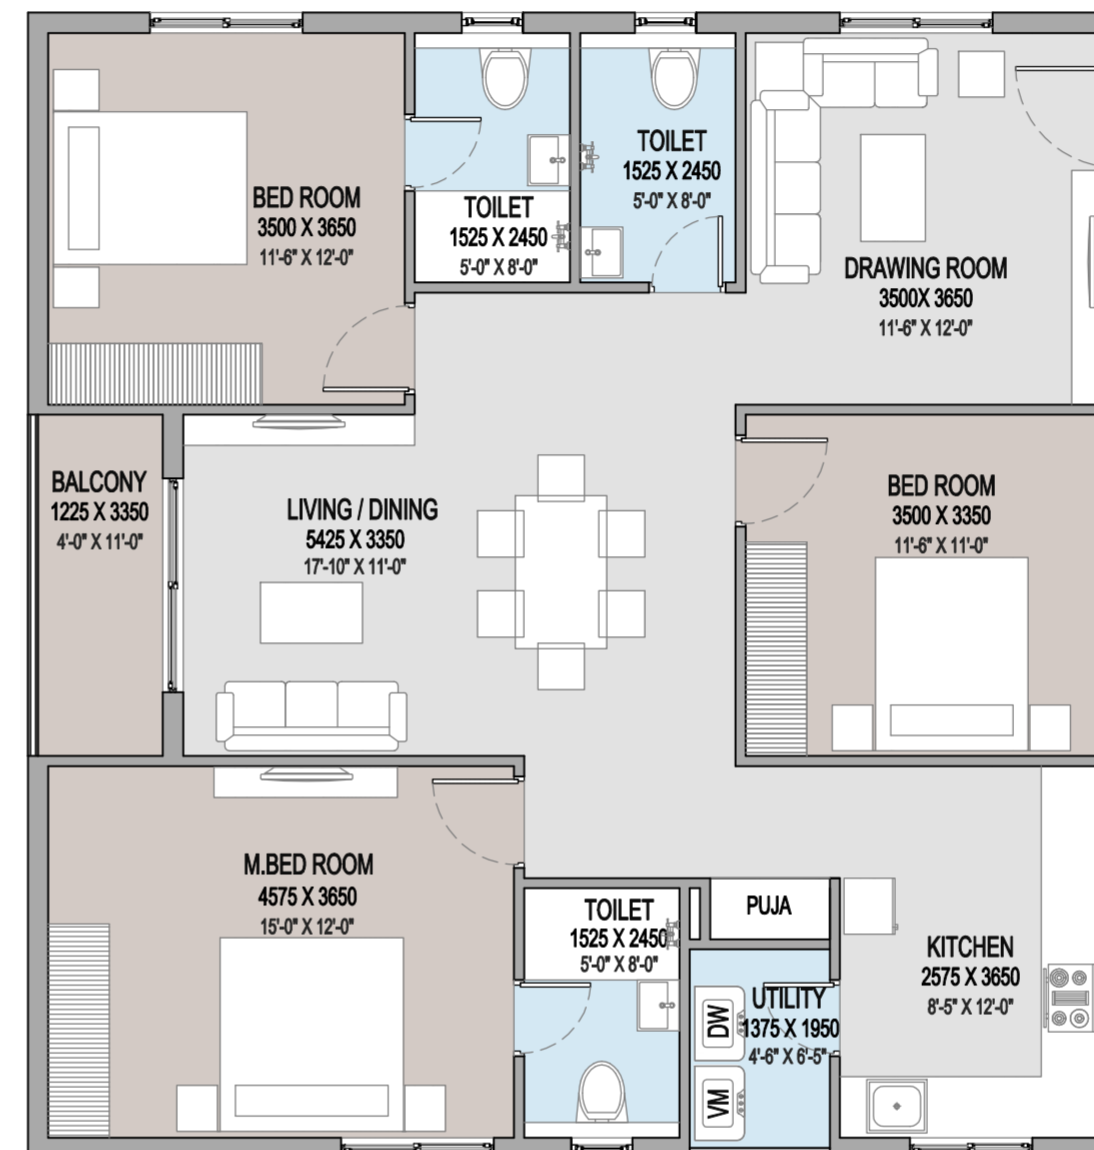 BED ROOM
3500 X 3650
11'-6" X 12'-0"
TOILET
1525 X 2450
5'-0" X 8'-0"
TOILET
1525 X 2450
5'-0" X 8'-0"
DRAWING ROOM
3500X 3650
11'-6" X 12'-0"
BALCONY
1225 X 3350
4'-0" X 11'-0"
LIVING / DINING
5425 X 3350
17'-10" X 11'-0"
BED ROOM
3500 X 3350
11'-6" X 11'-0"
M.BED ROOM
4575 X 3650
15'-0" X 12'-0"
TOILET
1525 X 2450
5'-0" X 8'-0"
PUJA
KITCHEN
2575 X 3650
8'-5" X 12'-0"
UTILITY
1375 X 1950
4'-6" X 6'-5"
DW
VM